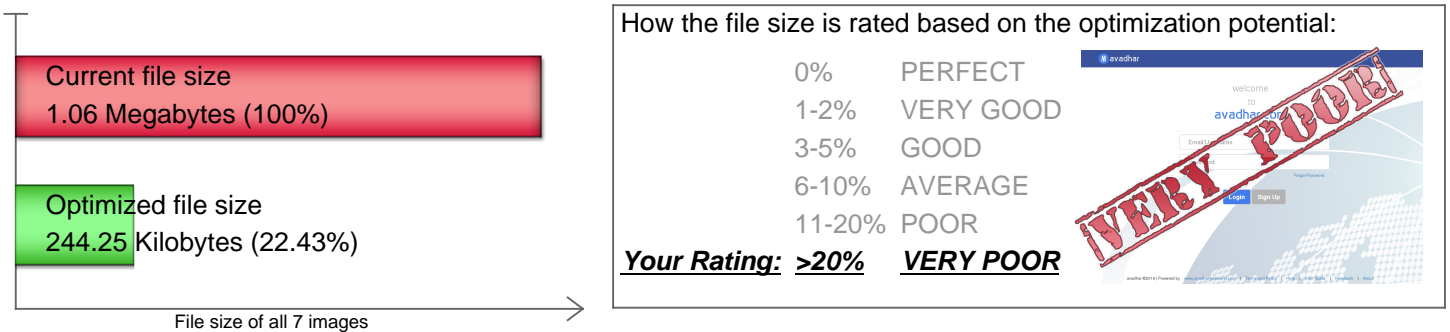 Current file size
1.06 Megabytes (100%)
Optimized file size
244.25 Kilobytes (22.43%)
File size of all 7 images
How the file size is rated based on the optimization potential:
0% PERFECT
1-2% VERY GOOD
3-5% GOOD
6-10% AVERAGE
11-20% POOR
Your Rating: >20% VERY POOR
avadhar
welcome
to
VERY POOR
Forgot Password
Login Sign Up